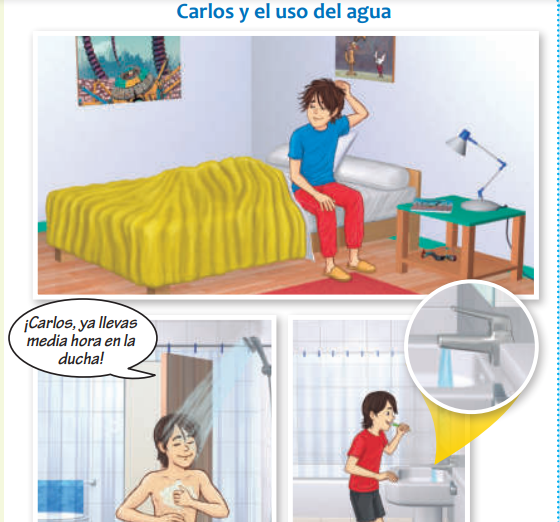 Carlos y el uso del agua
¡Carlos, ya llevas
media hora en la
ducha!